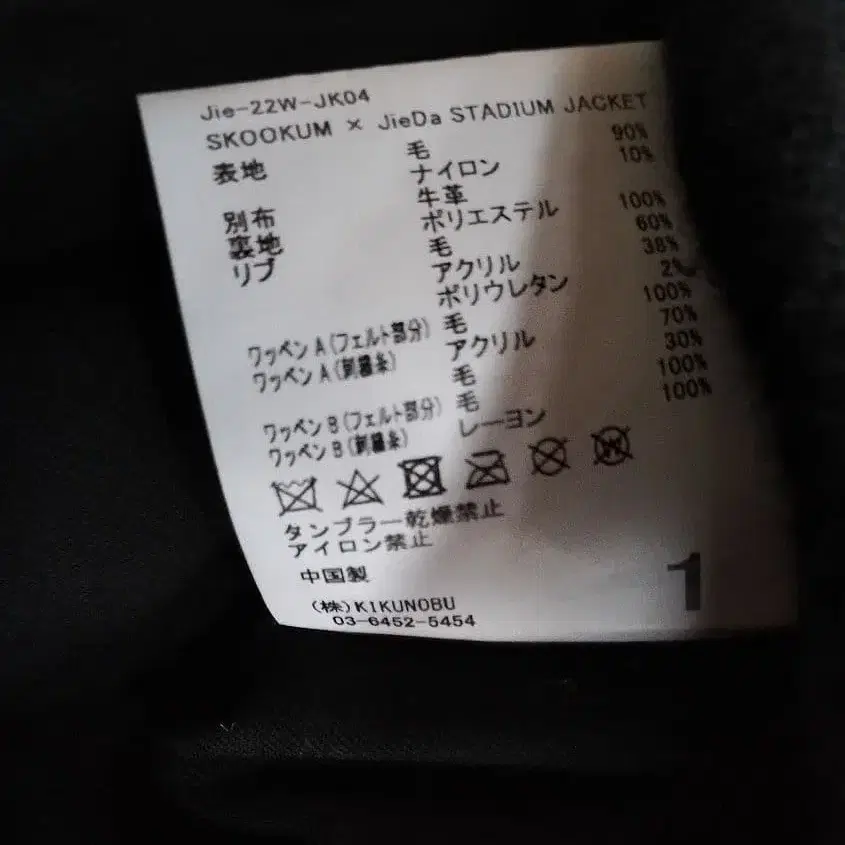 Jie-22W-JK04
SKOOKUM × JieDa STADIUM JACKET
表地 毛 90%
ナイロン 10%
別布 牛革
裏地 ポリエステル 100%
リブ 毛 60%
アクリル 38%
ポリウレタン 2%
ワッペン A (フェルト部分) 毛 100%
ワッペン A (刺繍糸) アクリル 70%
毛 30%
ワッペン B (フェルト部分) 毛 100%
ワッペン B (刺繍糸) レーヨン 100%
タンブラー乾燥禁止
アイロン禁止
中国製
(株)KIKUNOBU
03-6452-5454
1